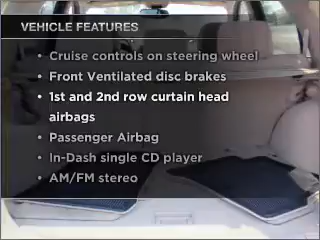 VEHICLE FEATURES
• Cruise controls on steering wheel
• Front Ventilated disc brakes
• 1st and 2nd row curtain head
airbags
• Passenger Airbag
• In-Dash single CD player
• AM/FM stereo